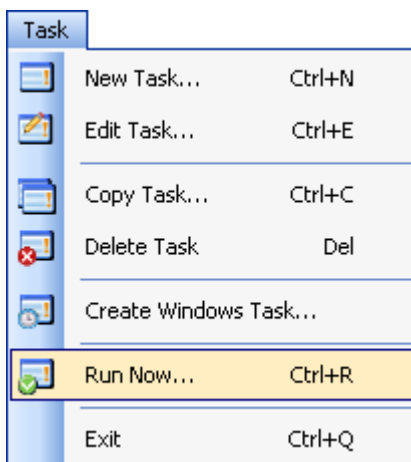 Task
New Task... Ctrl+N
Edit Task... Ctrl+E
Copy Task... Ctrl+C
Delete Task Del
Create Windows Task...
Run Now... Ctrl+R
Exit Ctrl+Q